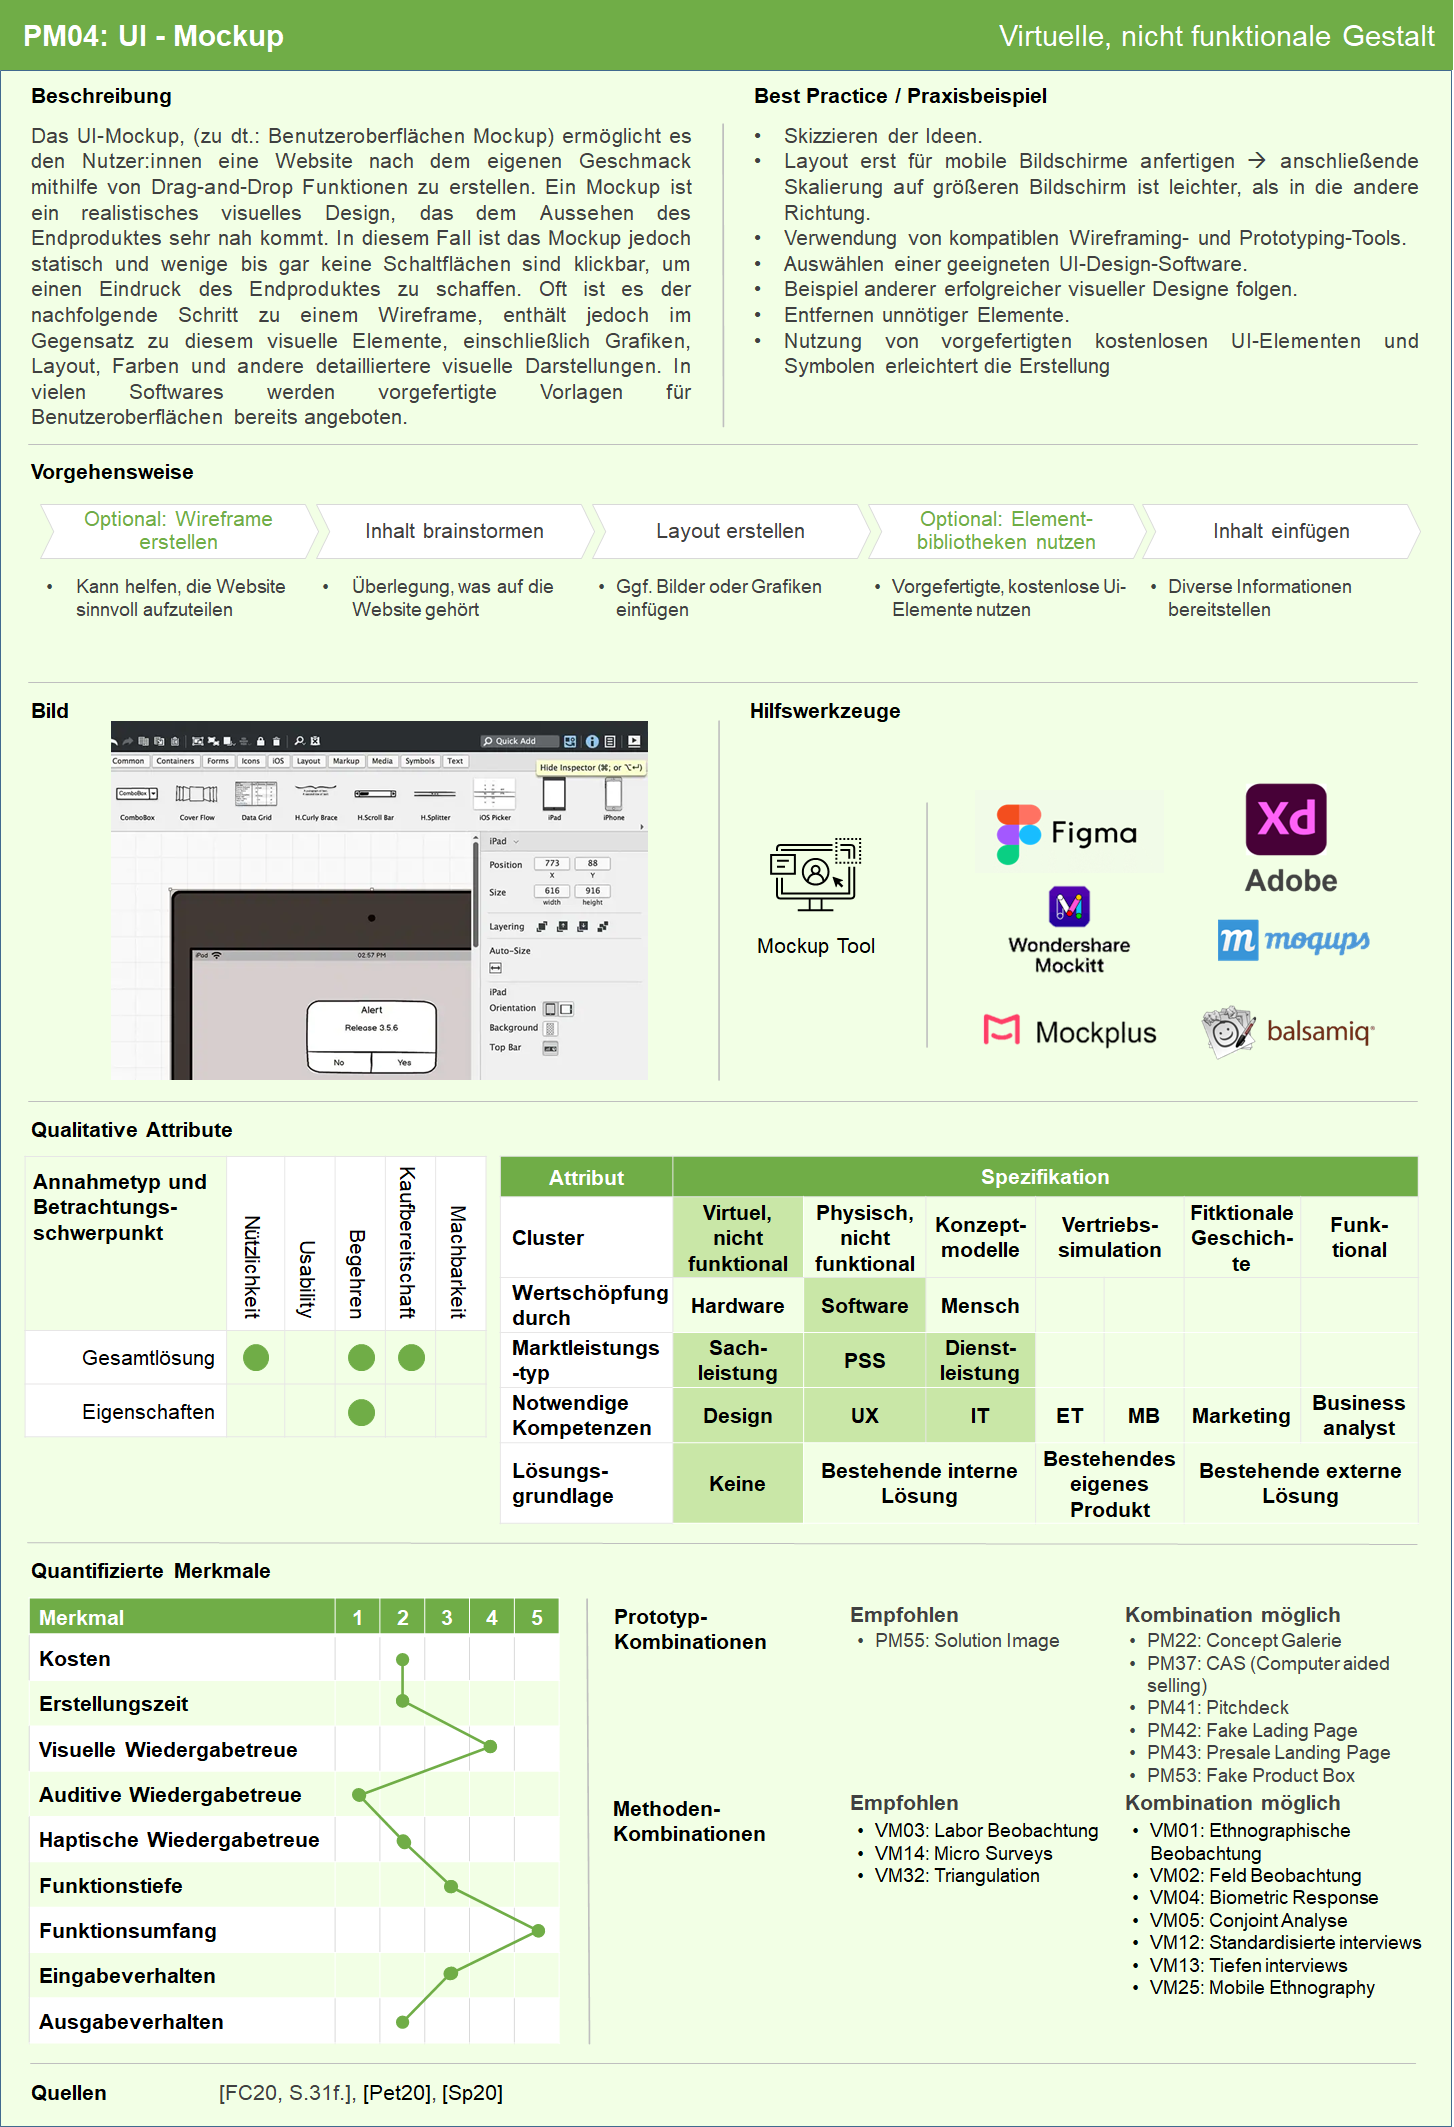 PM04: UI - Mockup
Virtuelle, nicht funktionale Gestalt
Beschreibung
Das UI-Mockup, (zu dt.: Benutzeroberflächen Mockup) ermöglicht es
den Nutzer:innen eine Website nach dem eigenen Geschmack
mithilfe von Drag-and-Drop Funktionen zu erstellen. Ein Mockup ist
ein realistisches visuelles Design, das dem Aussehen des
Endproduktes sehr nah kommt. In diesem Fall ist das Mockup jedoch
statisch und wenige bis gar keine Schaltflächen sind klickbar, um
einen Eindruck des Endproduktes zu schaffen. Oft ist es der
nachfolgende Schritt zu einem Wireframe, enthält jedoch im
Gegensatz zu diesem visuelle Elemente, einschließlich Grafiken,
Layout, Farben und andere detailliertere visuelle Darstellungen. In
vielen Softwares werden vorgefertigte Vorlagen für
Benutzeroberflächen bereits angeboten.
Best Practice / Praxisbeispiel
• Skizzieren der Ideen.
• Layout erst für mobile Bildschirme anfertigen → anschließende
Skalierung auf größeren Bildschirm ist leichter, als in die andere
Richtung.
• Verwendung von kompatiblen Wireframing- und Prototyping-Tools.
• Auswählen einer geeigneten UI-Design-Software.
• Beispiel anderer erfolgreicher visueller Designe folgen.
• Entfernen unnötiger Elemente.
• Nutzung von vorgefertigten kostenlosen UI-Elementen und
Symbolen erleichtert die Erstellung
Vorgehensweise
Optional: Wireframe
erstellen
Inhalt brainstormen
Layout erstellen
Optional: Element-
bibliotheken nutzen
Inhalt einfügen
• Kann helfen, die Website
sinnvoll aufzuteilen
• Überlegung, was auf die
Website gehört
• Ggf. Bilder oder Grafiken
einfügen
• Vorgefertigte, kostenlose Ui-
Elemente nutzen
• Diverse Informationen
bereitstellen
Bild
Quick Add
Common Containers Forms Icons iOS Layout Markup Media Symbols Text
Hide Inspector (⌘; or ⌥↩)
ComboBox
ComboBox Cover Flow Data Grid H.Curly Brace H.Scroll Bar H.Splitter iOS Picker iPad iPhone
iPad
Position 773 88
X Y
Size 616 916
width height
Layering
Auto-Size
iPad
Orientation
Background
Top Bar
iPod 02:57 PM
Alert
Release 3.5.6
No Yes
Hilfswerkzeuge
Mockup Tool
Figma
Xd
Adobe
Wondershare
Mockitt
m moqups
Mockplus
balsamiq®
Qualitative Attribute
Annahmetyp und
Betrachtungs-
schwerpunkt
Nützlichkeit
Usability
Begehren
Kaufbereitschaft
Machbarkeit
Gesamtlösung
Eigenschaften
Attribut Spezifikation
Cluster
Virtuel,
nicht
funktional
Physisch,
nicht
funktional
Konzept-
modelle
Vertriebs-
simulation
Fitktionale
Geschich-
te
Funk-
tional
Wertschöpfung
durch
Hardware Software Mensch
Marktleistungs
-typ
Sach-
leistung
PSS
Dienst-
leistung
Notwendige
Kompetenzen
Design UX IT ET MB Marketing
Business
analyst
Lösungs-
grundlage
Keine
Bestehende interne
Lösung
Bestehendes
eigenes
Produkt
Bestehende externe
Lösung
Quantifizierte Merkmale
Merkmal 1 2 3 4 5
Kosten
Erstellungszeit
Visuelle Wiedergabetreue
Auditive Wiedergabetreue
Haptische Wiedergabetreue
Funktionstiefe
Funktionsumfang
Eingabeverhalten
Ausgabeverhalten
Prototyp-
Kombinationen
Empfohlen
• PM55: Solution Image
Kombination möglich
• PM22: Concept Galerie
• PM37: CAS (Computer aided
selling)
• PM41: Pitchdeck
• PM42: Fake Lading Page
• PM43: Presale Landing Page
• PM53: Fake Product Box
Methoden-
Kombinationen
Empfohlen
• VM03: Labor Beobachtung
• VM14: Micro Surveys
• VM32: Triangulation
Kombination möglich
• VM01: Ethnographische
Beobachtung
• VM02: Feld Beobachtung
• VM04: Biometric Response
• VM05: Conjoint Analyse
• VM12: Standardisierte interviews
• VM13: Tiefen interviews
• VM25: Mobile Ethnography
Quellen
[FC20, S.31f.], [Pet20], [Sp20]